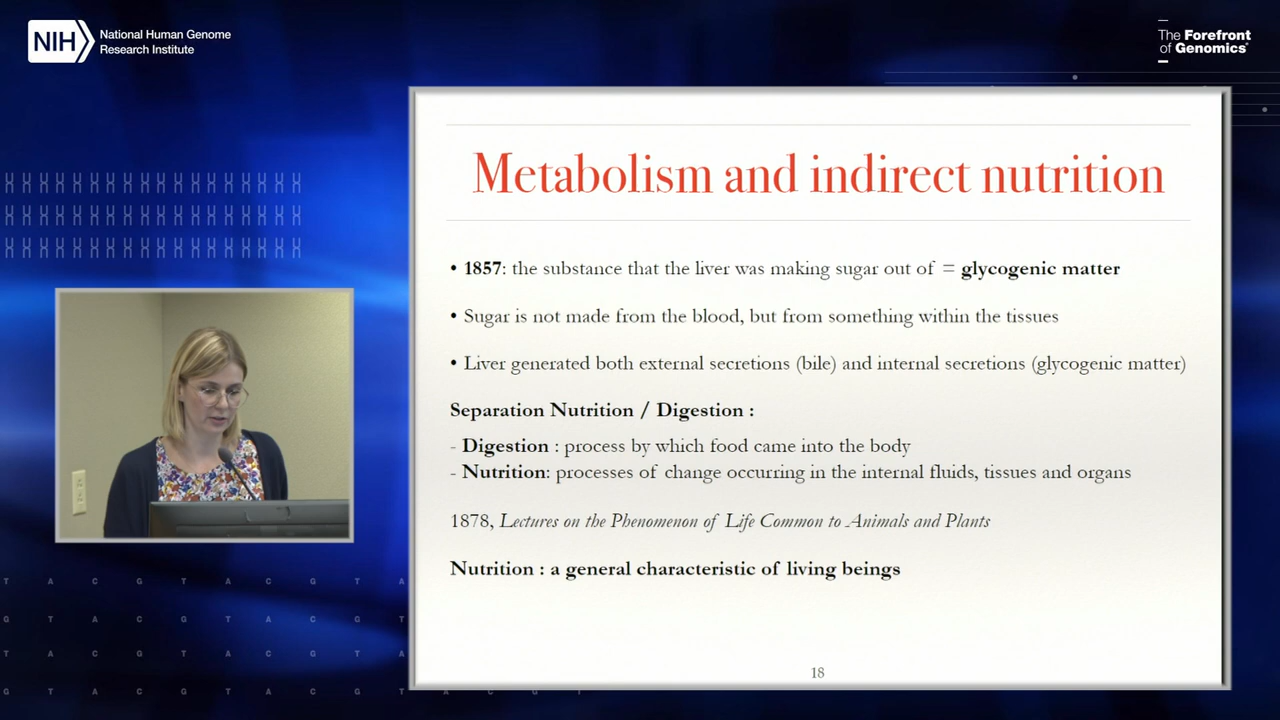 NIH
National Human Genome
Research Institute
The Forefront
of Genomics®
Metabolism and indirect nutrition
• 1857: the substance that the liver was making sugar out of = glycogenic matter
• Sugar is not made from the blood, but from something within the tissues
• Liver generated both external secretions (bile) and internal secretions (glycogenic matter)
Separation Nutrition / Digestion :
- Digestion : process by which food came into the body
- Nutrition: processes of change occurring in the internal fluids, tissues and organs
1878, Lectures on the Phenomenon of Life Common to Animals and Plants
Nutrition : a general characteristic of living beings
18
T A C G T A C G T A
G T A C G T A C G T
T A C G T A C G T A
G T A C G T A C G T A C G T